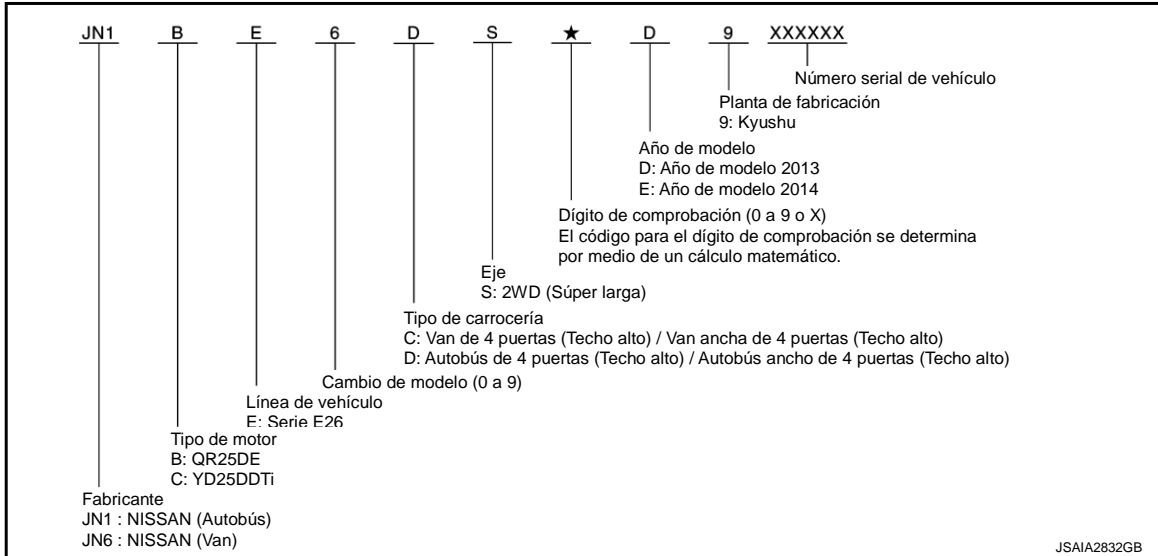 JN1 B E 6 D S ★ D 9 XXXXXX
Número serial de vehículo
Planta de fabricación
9: Kyushu
Año de modelo
D: Año de modelo 2013
E: Año de modelo 2014
Dígito de comprobación (0 a 9 o X)
El código para el dígito de comprobación se determina
por medio de un cálculo matemático.
Eje
S: 2WD (Súper larga)
Tipo de carrocería
C: Van de 4 puertas (Techo alto) / Van ancha de 4 puertas (Techo alto)
D: Autobús de 4 puertas (Techo alto) / Autobús ancho de 4 puertas (Techo alto)
Cambio de modelo (0 a 9)
Línea de vehículo
E: Serie E26
Tipo de motor
B: QR25DE
C: YD25DDTi
Fabricante
JN1 : NISSAN (Autobús)
JN6 : NISSAN (Van)
JSAIA2832GB